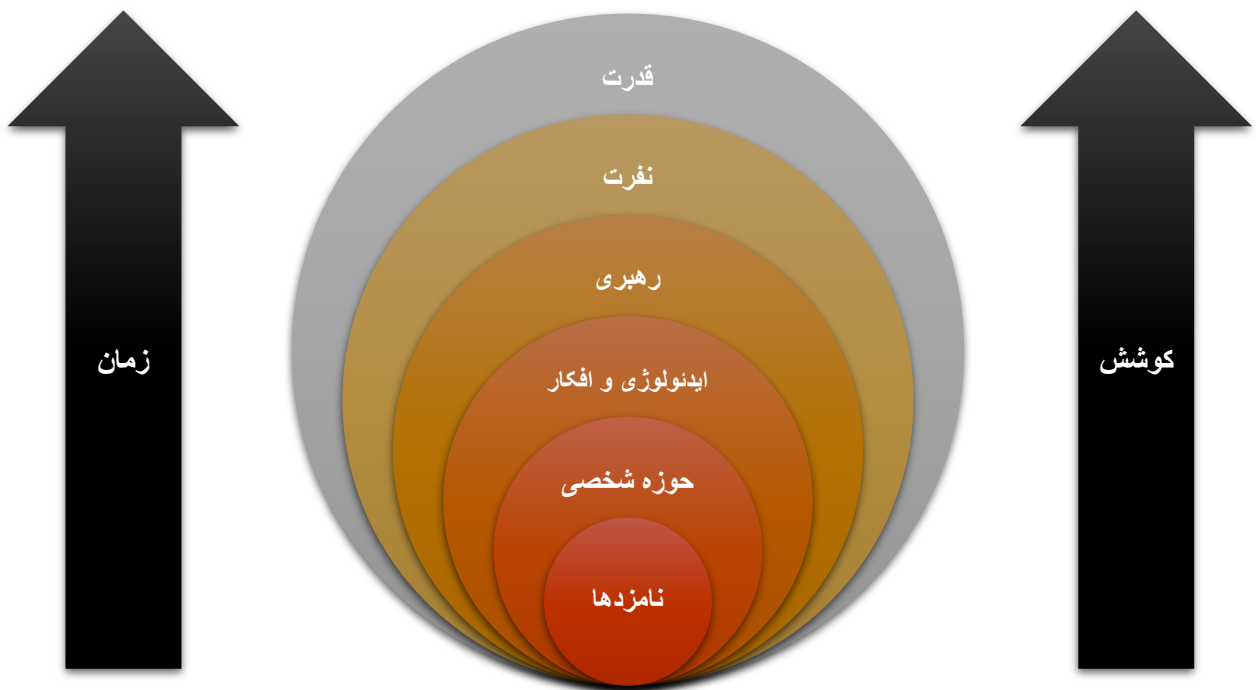 قدرت
نفرت
رهبری
ایدئولوژی و افکار
حوزه شخصی
نامزدها
کوشش
زمان